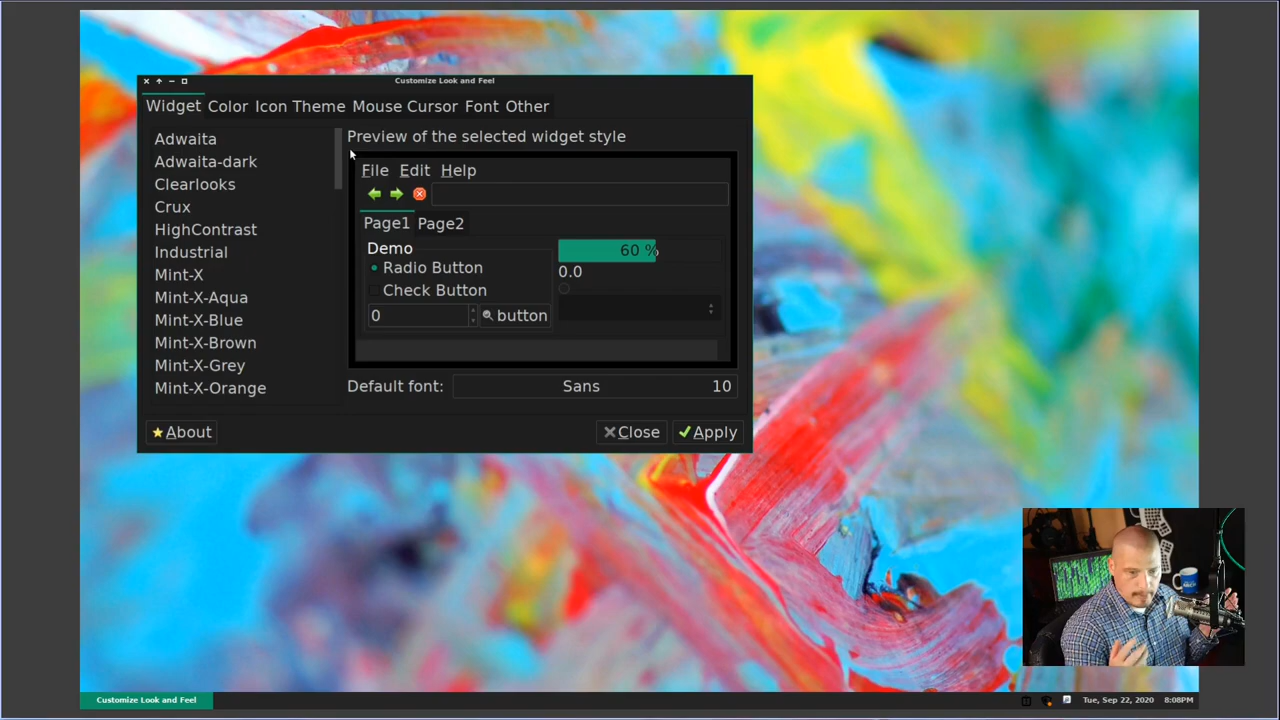 Customize Look and Feel
Widget Color Icon Theme Mouse Cursor Font Other
Adwaita
Adwaita-dark
Clearlooks
Crux
HighContrast
Industrial
Mint-X
Mint-X-Aqua
Mint-X-Blue
Mint-X-Brown
Mint-X-Grey
Mint-X-Orange
Preview of the selected widget style
File Edit Help
Page1 Page2
Demo
Radio Button
Check Button
0 button
60 %
0.0
Default font: Sans 10
About Close Apply
Customize Look and Feel Tue, Sep 22, 2020 8:08PM